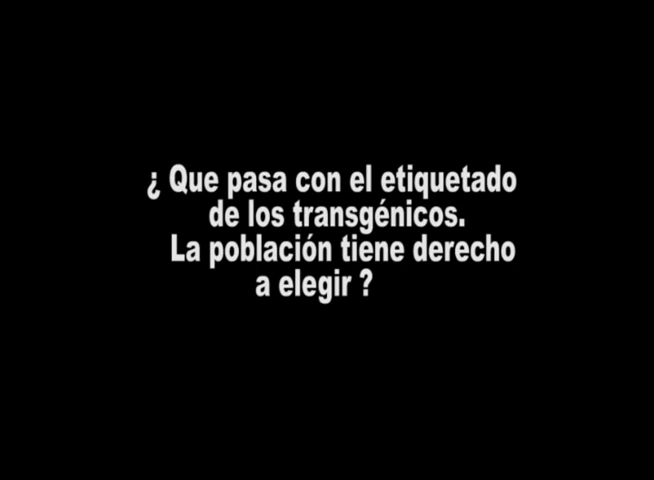 ¿ Que pasa con el etiquetado
de los transgénicos.
La población tiene derecho
a elegir ?